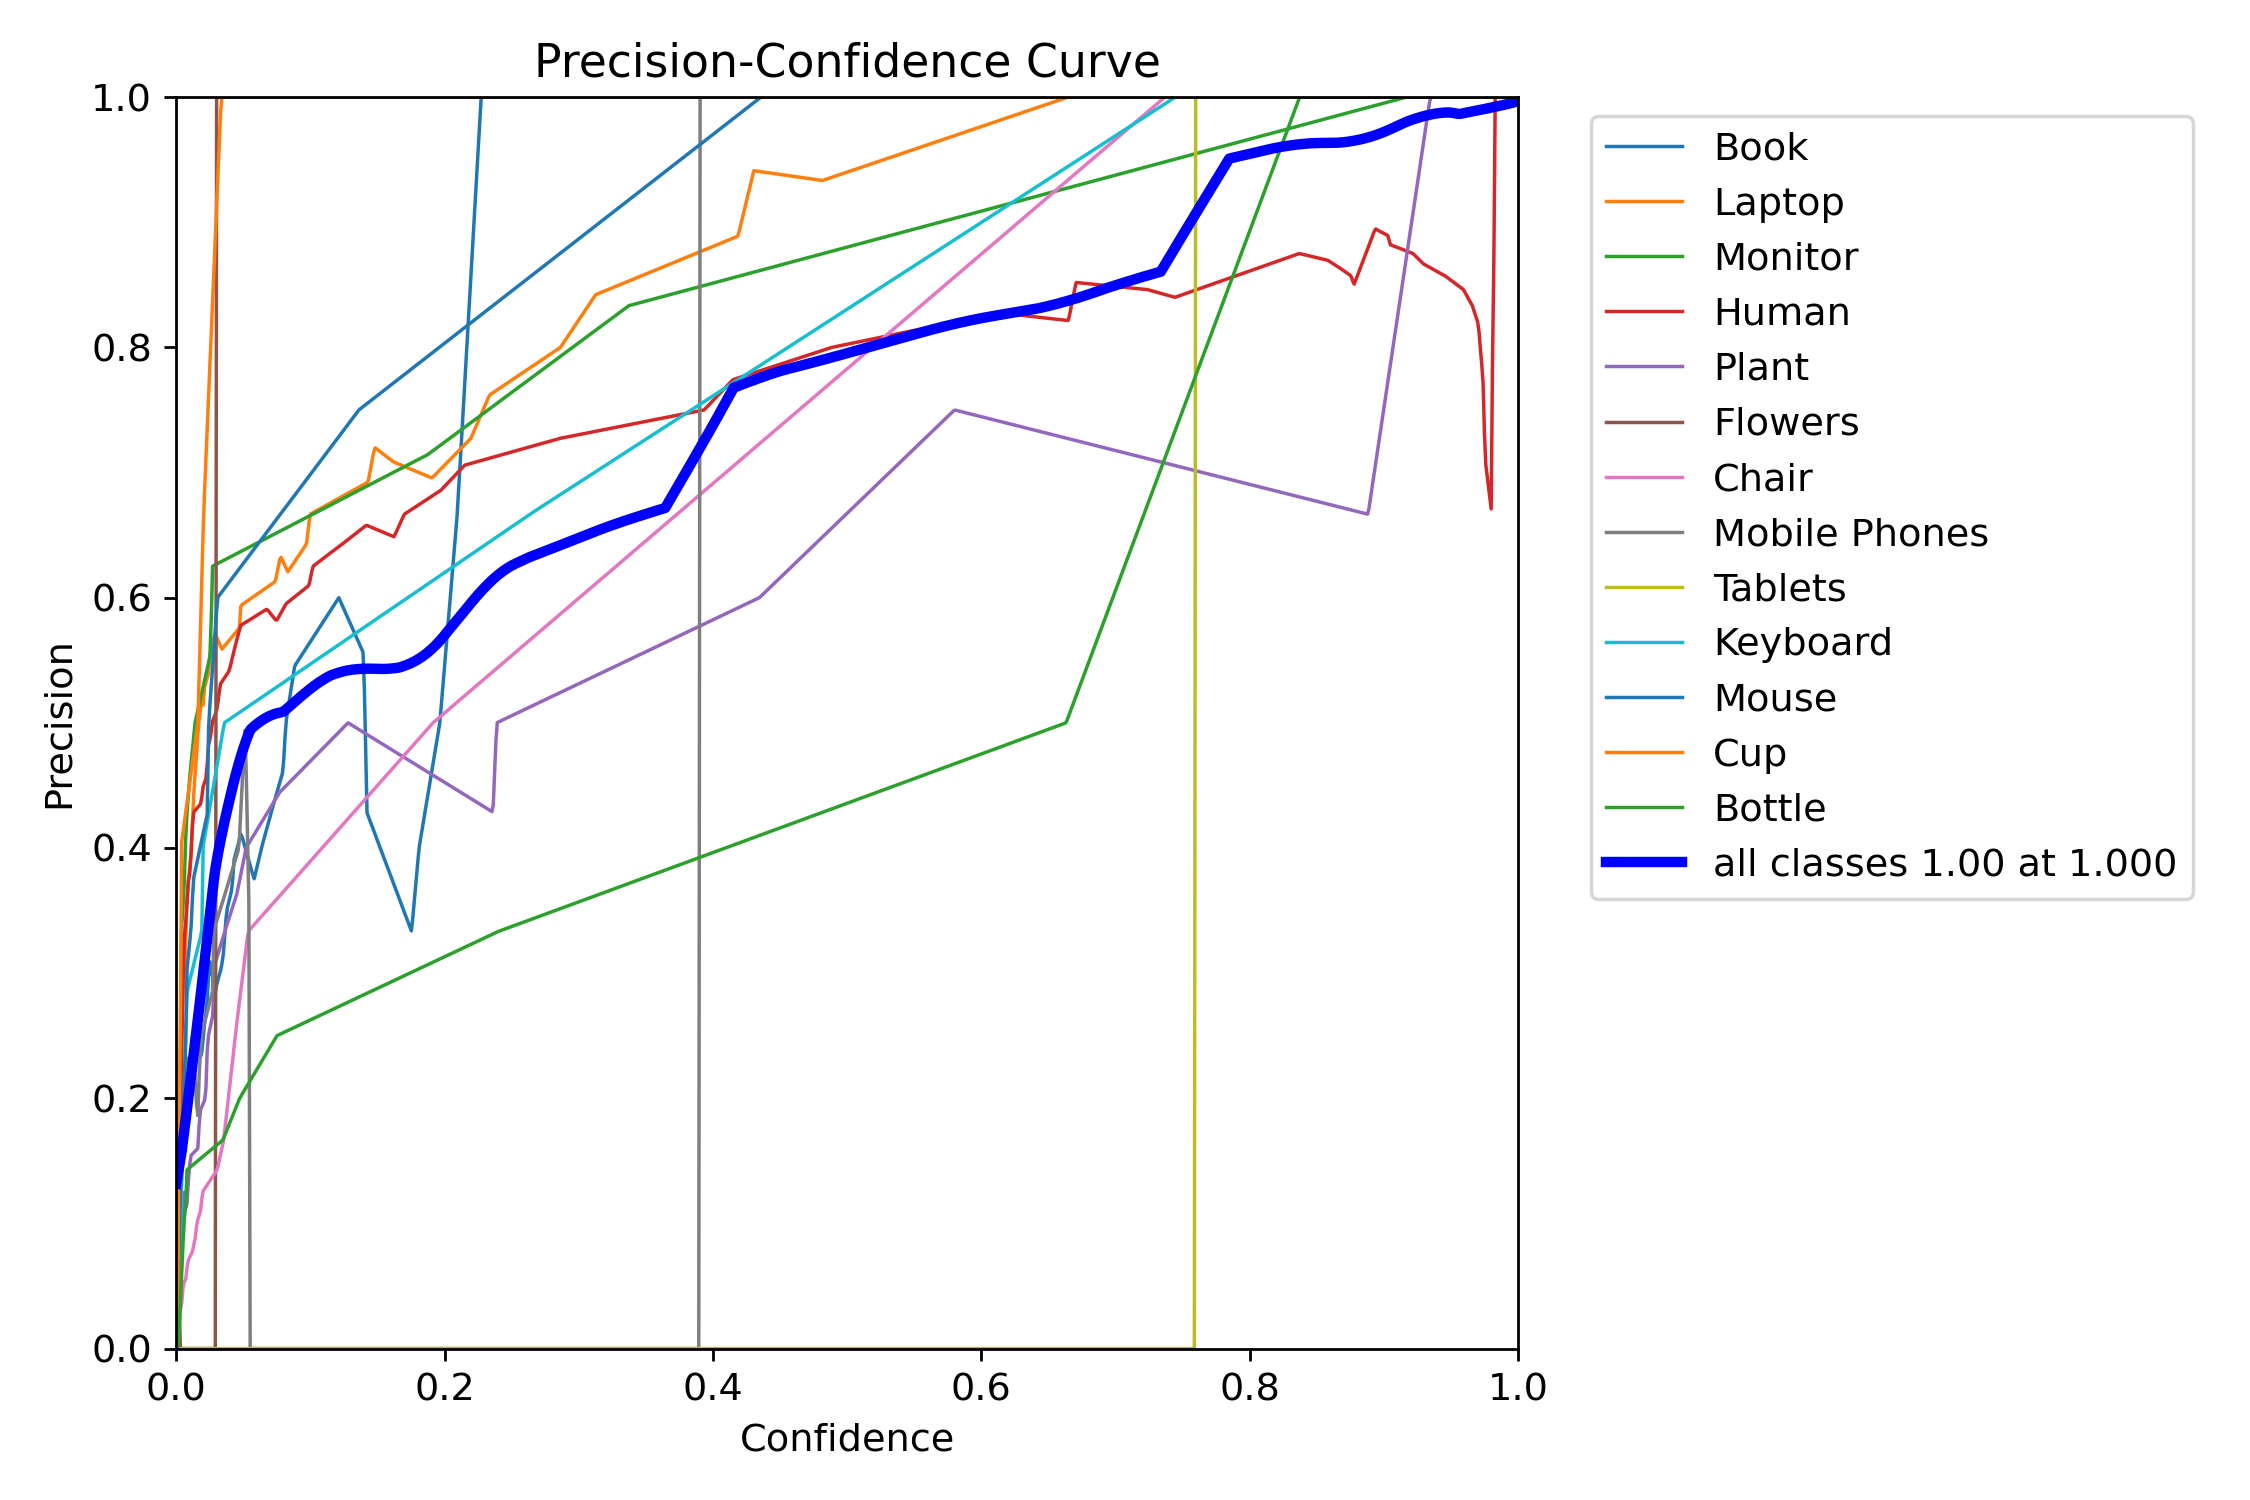 Precision-Confidence Curve
1.0
0.8
0.6
0.4
0.2
0.0
Precision
0.0 0.2 0.4 0.6 0.8 1.0
Confidence
Book
Laptop
Monitor
Human
Plant
Flowers
Chair
Mobile Phones
Tablets
Keyboard
Mouse
Cup
Bottle
all classes 1.00 at 1.000